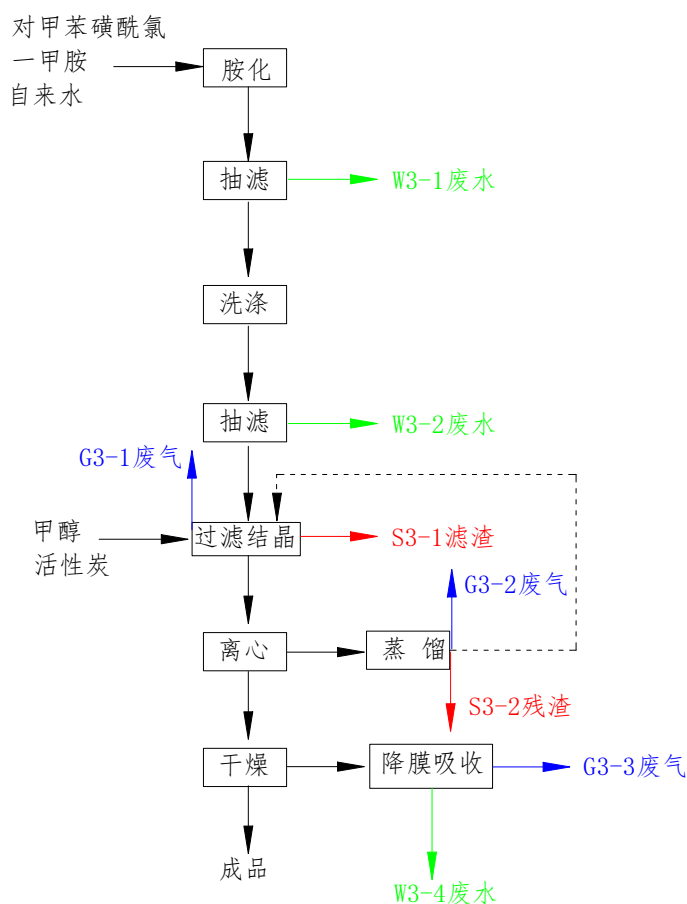 对甲苯磺酰氯
一甲胺
自来水
胺化
抽滤
W3-1废水
洗涤
抽滤
W3-2废水
G3-1废气
甲醇
活性炭
过滤结晶
S3-1滤渣
G3-2废气
离心
蒸 馏
S3-2残渣
干燥
降膜吸收
G3-3废气
成品
W3-4废水